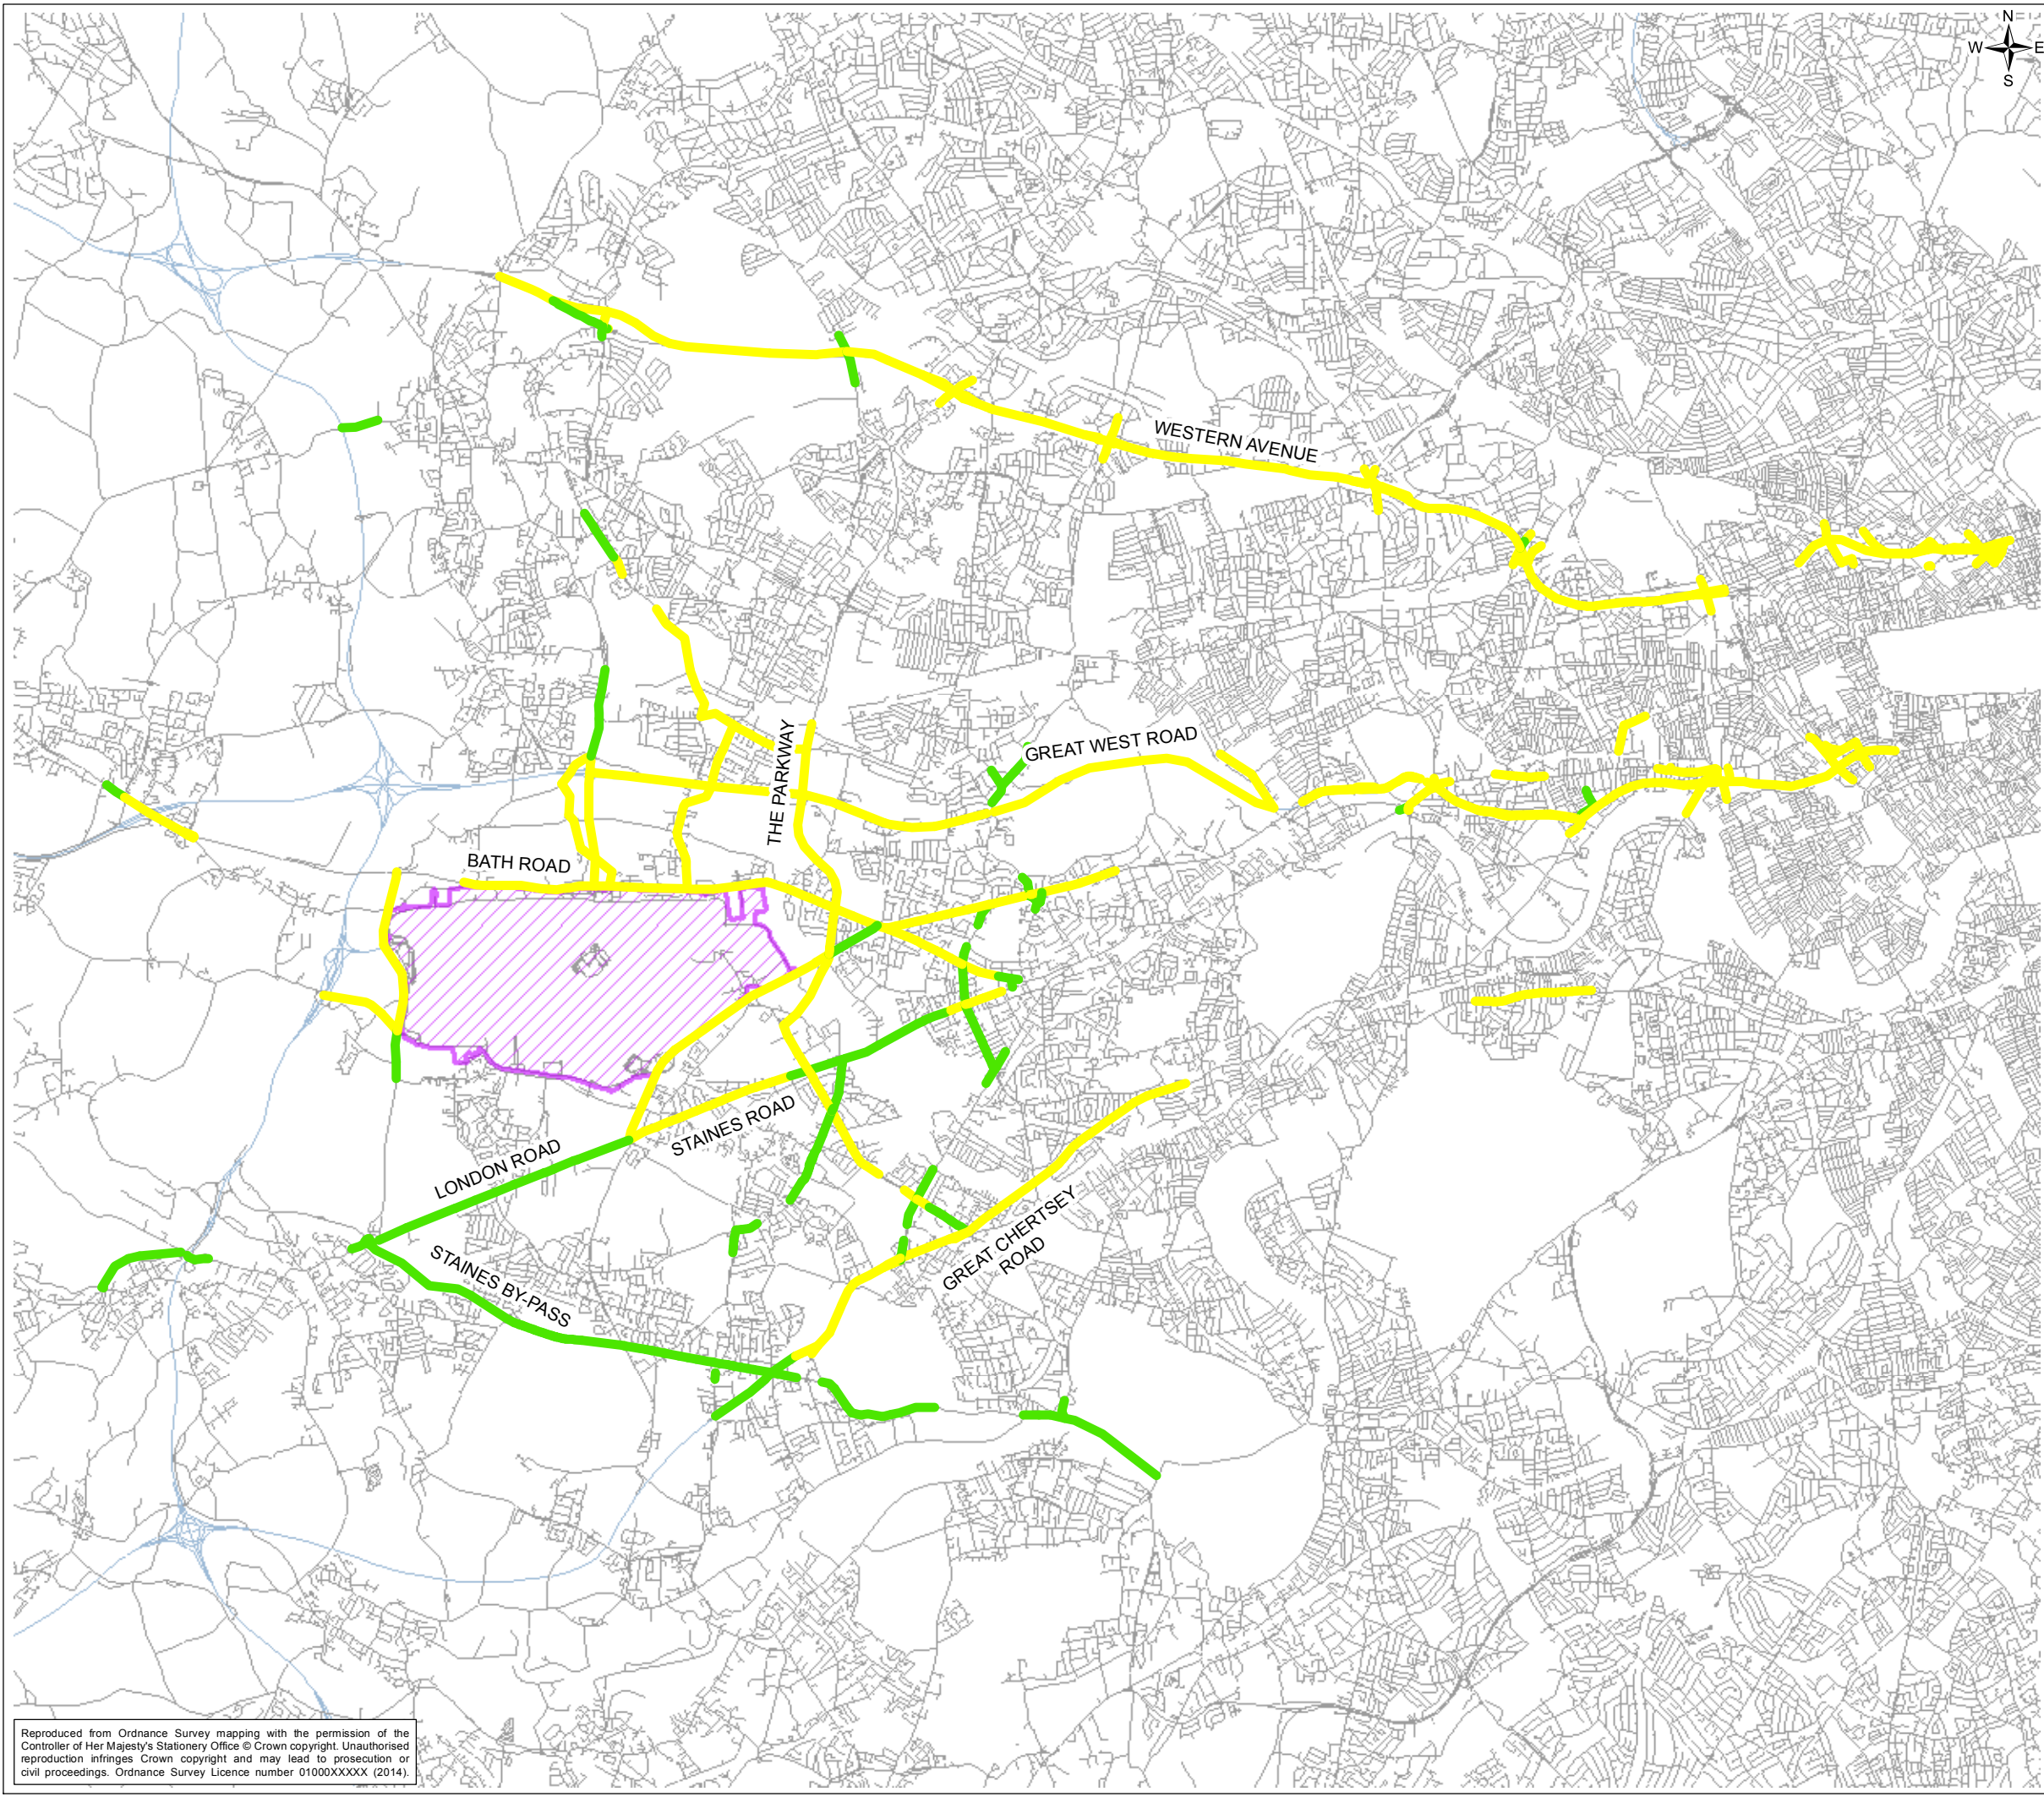 N
W E
S
WESTERN AVENUE
THE PARKWAY
GREAT WEST ROAD
BATH ROAD
STAINES ROAD
LONDON ROAD
GREAT CHERTSEY
ROAD
STAINES BY-PASS
Reproduced from Ordnance Survey mapping with the permission of the
Controller of Her Majesty's Stationery Office © Crown copyright. Unauthorised
reproduction infringes Crown copyright and may lead to prosecution or
civil proceedings. Ordnance Survey Licence number 01000XXXXX (2014).